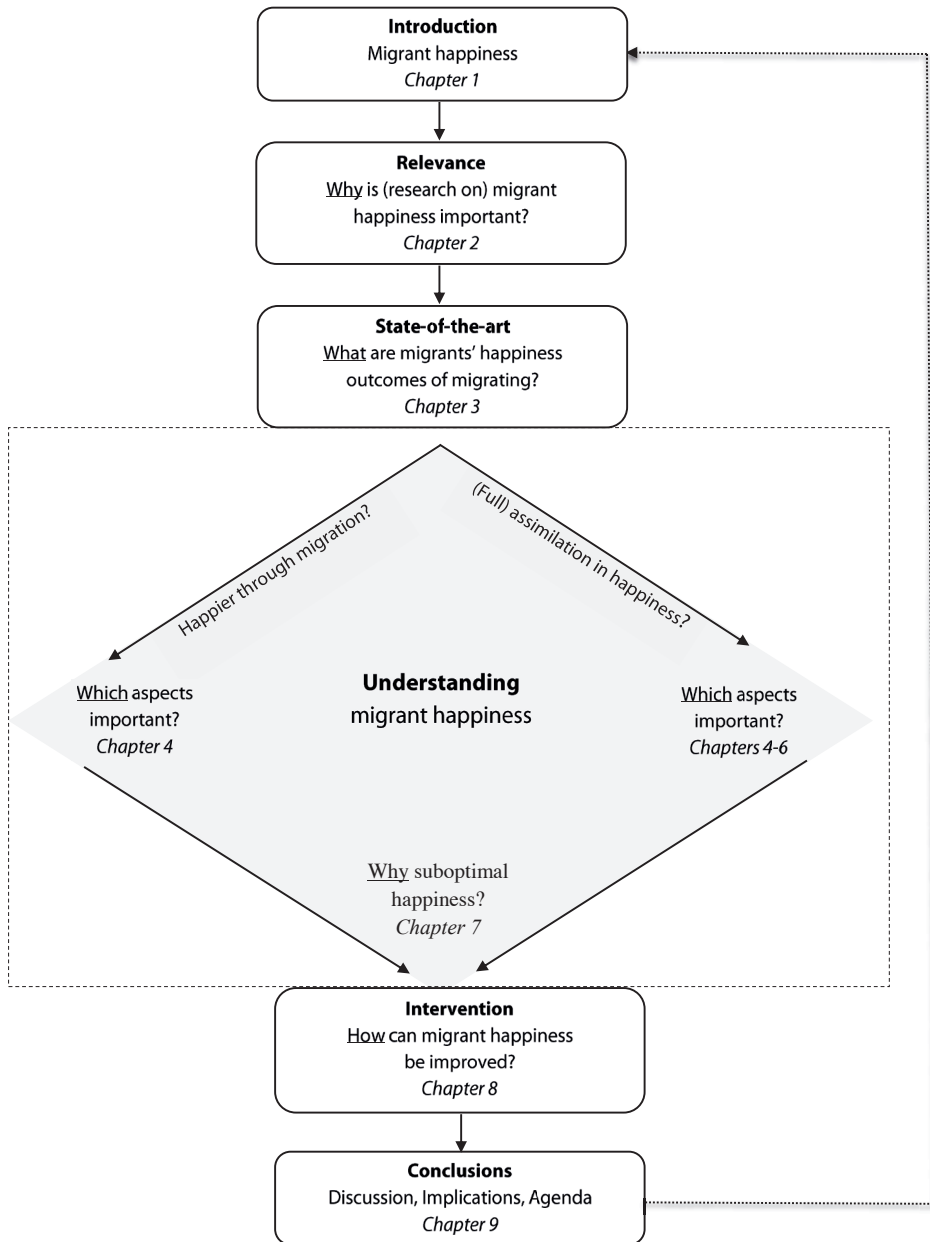 Introduction
Migrant happiness
Chapter 1
Relevance
Why is (research on) migrant
happiness important?
Chapter 2
State-of-the-art
What are migrants’ happiness
outcomes of migrating?
Chapter 3
Happier through migration?
(Full) assimilation in happiness?
Which aspects
important?
Chapter 4
Understanding
migrant happiness
Which aspects
important?
Chapters 4-6
Why suboptimal
happiness?
Chapter 7
Intervention
How can migrant happiness
be improved?
Chapter 8
Conclusions
Discussion, Implications, Agenda
Chapter 9